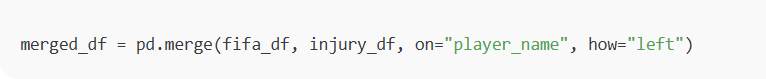 merged_df = pd.merge(fifa_df, injury_df, on="player_name", how="left")